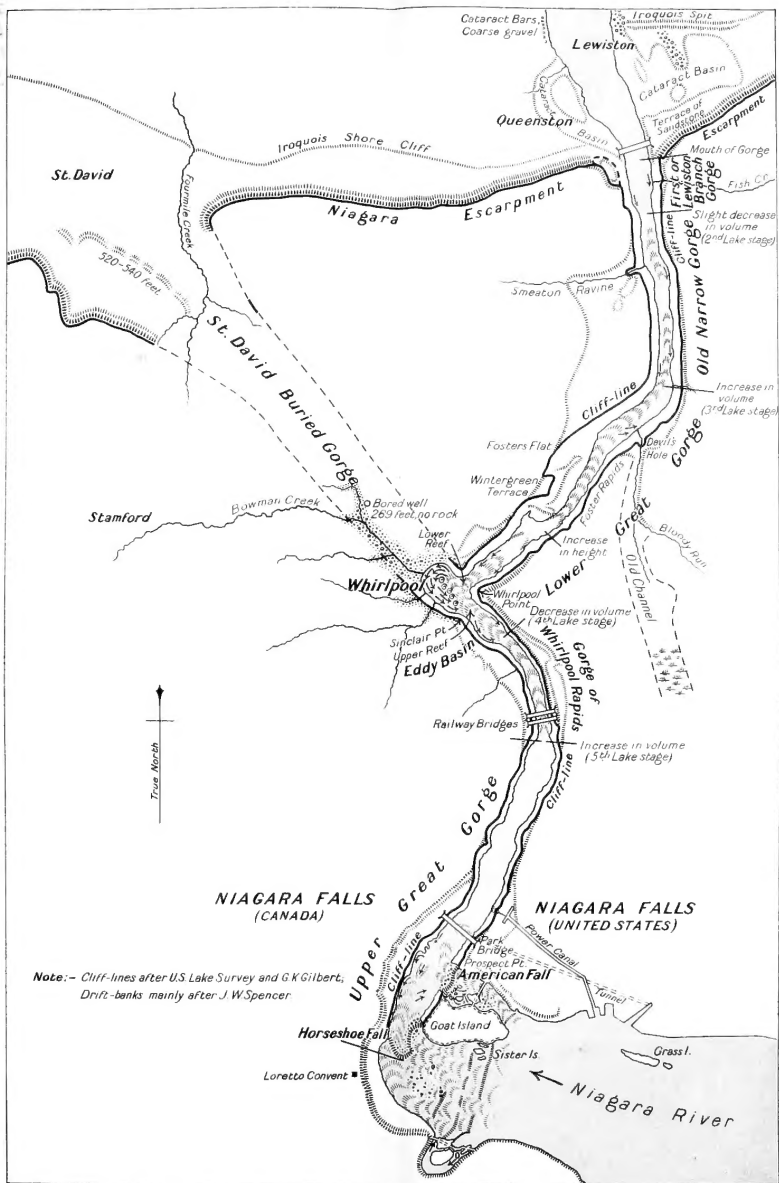 Cataract Bars,
Coarse gravel
Iroquois Spit
Lewiston
Cataract Basin
Cataract
Basin
Queenston
Terrace of
Sandstone
Escarpment
Mouth of Gorge
Iroquois Shore Cliff
St. David
Fourmile Creek
Niagara Escarpment
First or
Lewiston
Branch
Gorge
Fish Cr.
Cliff-line
Slight decrease
in volume
(2nd Lake stage)
520-540 feet
Smeaton Ravine
Old Narrow Gorge
St. David Buried Gorge
Cliff-line
Increase in
volume
(3rd Lake stage)
Fosters Flat
Devil's
Hole
Wintergreen
Terrace
Foster Rapids
Bowman Creek
Bored well
269 feet, no rock
Stamford
Lower
Reef
Increase
in height
Lower Great Gorge
Bloody Run
Old Channel
Whirlpool
Whirlpool
Point
Decrease in volume
(4th Lake stage)
Sinclair Pt.
Upper Reef
Eddy Basin
Gorge of
Whirlpool Rapids
True North
Railway Bridges
Increase in volume
(5th Lake stage)
Cliff-line
Upper Great Gorge
NIAGARA FALLS
(CANADA)
NIAGARA FALLS
(UNITED STATES)
Cliff-line
Park
Bridge
Power Canal
Prospect Pt.
American Fall
Tunnel
Note:- Cliff-lines after U.S. Lake Survey and G.K Gilbert,
Drift-banks mainly after J.W Spencer
Horseshoe Fall
Goat Island
Sister Is.
Grass I.
Loretto Convent
Niagara River